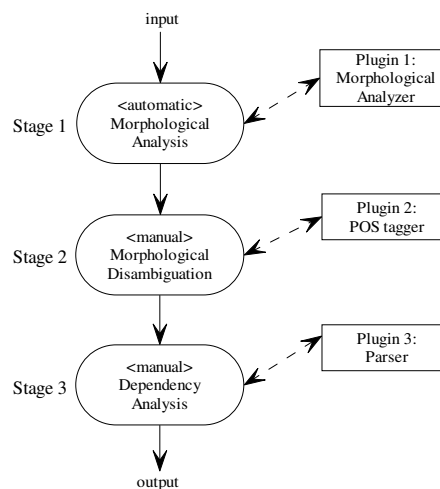 input
Plugin 1:
Morphological
Analyzer
<automatic>
Morphological
Analysis
Stage 1
Plugin 2:
POS tagger
<manual>
Morphological
Disambiguation
Stage 2
Plugin 3:
Parser
<manual>
Dependency
Analysis
Stage 3
output